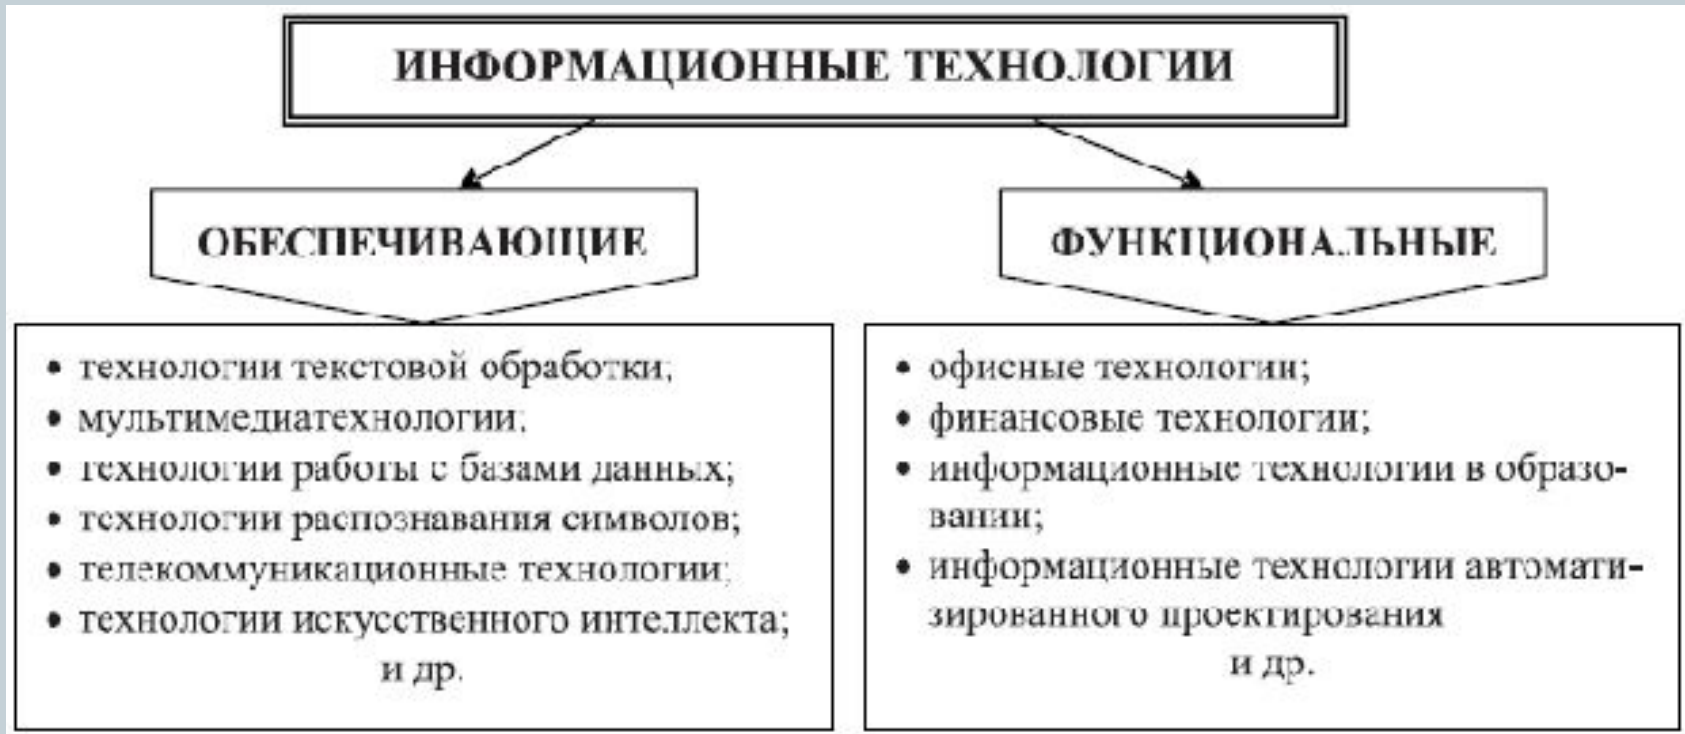 ИНФОРМАЦИОННЫЕ ТЕХНОЛОГИИ
ОБЕСПЕЧИВАЮЩИЕ
• технологии текстовой обработки;
• мультимедиатехнологии;
• технологии работы с базами данных;
• технологии распознавания символов;
• телекоммуникационные технологии;
• технологии искусственного интеллекта;
и др.
ФУНКЦИОНАЛЬНЫЕ
• офисные технологии;
• финансовые технологии;
• информационные технологии в образо-
вании;
• информационные технологии автомати-
зированного проектирования
и др.